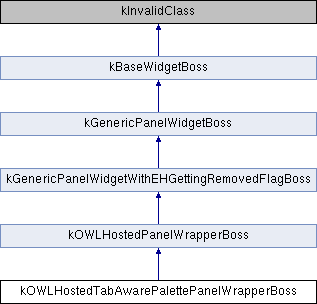 kInvalidClass
kBaseWidgetBoss
kGenericPanelWidgetBoss
kGenericPanelWidgetWithEHGettingRemovedFlagBoss
kOWLHostedPanelWrapperBoss
kOWLHostedTabAwarePalettePanelWrapperBoss